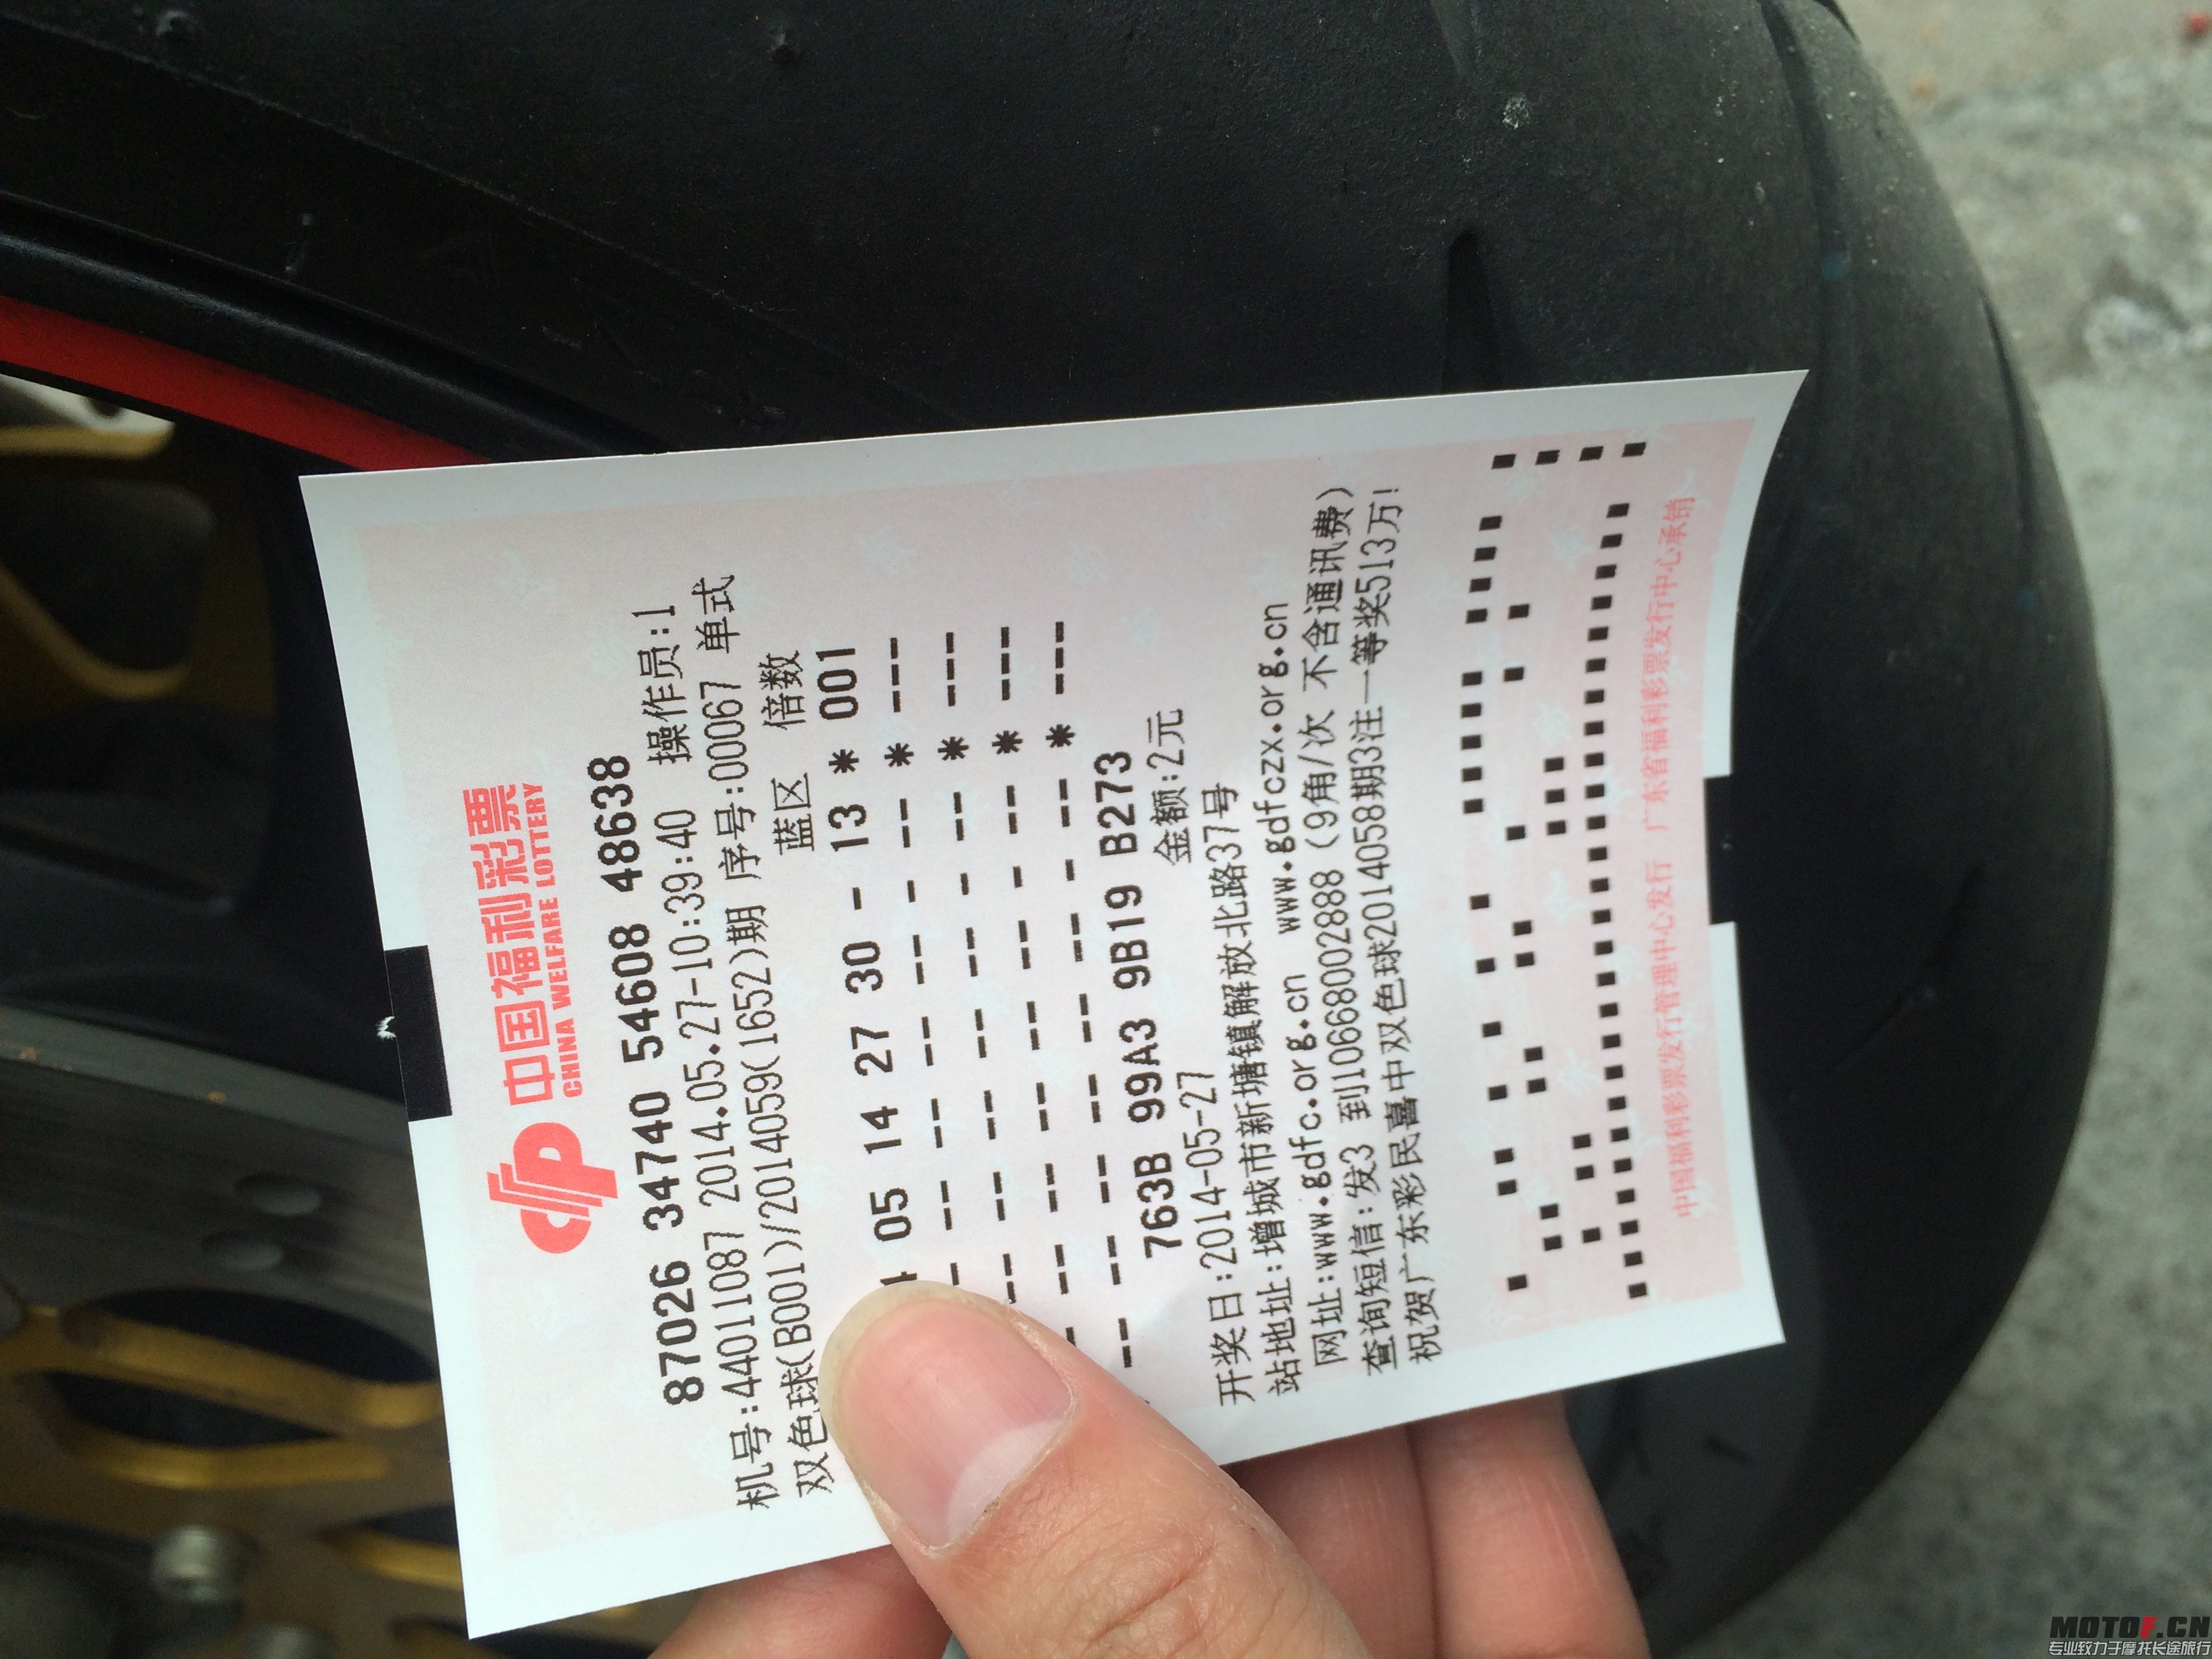 中国福利彩票
CHINA WELFARE LOTTERY
87026 34740 54608 48638
机号:44011087 2014.05.27-10:39:40 操作员:1
双色球(B001)/2014059(1652)期 序号:00067 单式
蓝区 倍数
05 14 27 30 - 13 * 001
-- -- -- -- - -- * ---
-- -- -- -- -- - -- * ---
-- -- -- -- -- - -- * ---
-- -- -- -- -- -- - -- * ---
763B 99A3 9B19 B273
开奖日:2014-05-27 金额:2元
站地址:增城市新塘镇解放北路37号
网址:www.gdfc.org.cn www.gdfczx.org.cn
查询短信:发3 到10668002888 (9角/次 不含通讯费)
祝贺广东彩民喜中双色球2014058期3注一等奖513万!
中国福利彩票发行管理中心发行 广东省福利彩票发行中心承销
MOTOF.CN
专业致力于摩托长途旅行